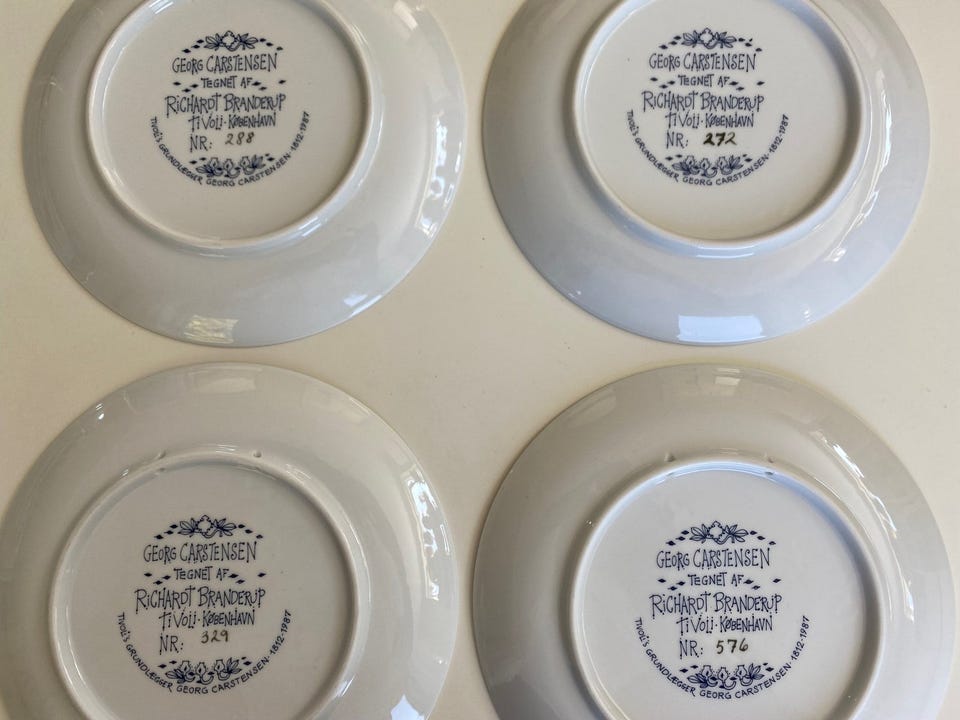 GEORG CARSTENSEN
TEGNET AF
RICHARDT BRANDERUP
TIVOLI · KØBENHAVN
NR: 288
TIVOLI'S GRUNDLÆGGER GEORG CARSTENSEN · 1812-1987
GEORG CARSTENSEN
TEGNET AF
RICHARDT BRANDERUP
TIVOLI · KØBENHAVN
NR: 272
TIVOLI'S GRUNDLÆGGER GEORG CARSTENSEN · 1812-1987
GEORG CARSTENSEN
TEGNET AF
RICHARDT BRANDERUP
TIVOLI · KØBENHAVN
NR: 329
TIVOLI'S GRUNDLÆGGER GEORG CARSTENSEN · 1812-1987
GEORG CARSTENSEN
TEGNET AF
RICHARDT BRANDERUP
TIVOLI · KØBENHAVN
NR: 576
TIVOLI'S GRUNDLÆGGER GEORG CARSTENSEN · 1812-1987